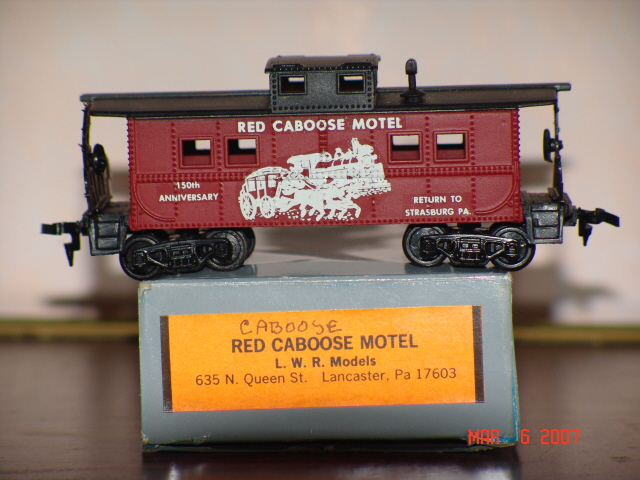 RED CABOOSE MOTEL
150th
ANNIVERSARY
RETURN TO
STRASBURG PA.
CABOOSE
RED CABOOSE MOTEL
L. W. R. Models
635 N. Queen St. Lancaster, Pa 17603
MAR 6 2007